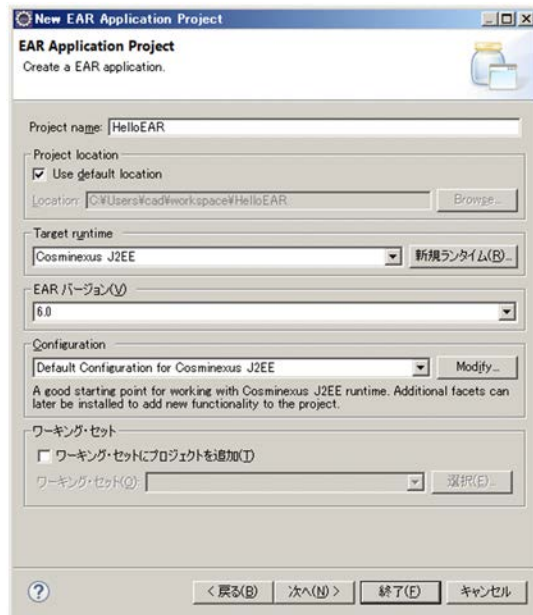 New EAR Application Project
EAR Application Project
Create a EAR application.
Project name: HelloEAR
Project location
Use default location
Location: C:¥Users¥cad¥workspace¥HelloEAR
Browse...
Target runtime
Cosminexus J2EE
新規ランタイム(R)...
EAR バージョン(V)
6.0
Configuration
Default Configuration for Cosminexus J2EE
Modify...
A good starting point for working with Cosminexus J2EE runtime. Additional facets can
later be installed to add new functionality to the project.
ワーキング・セット
ワーキング・セットにプロジェクトを追加(T)
ワーキング・セット(O):
選択(E)...
?
< 戻る(B)
次へ(N) >
終了(F)
キャンセル